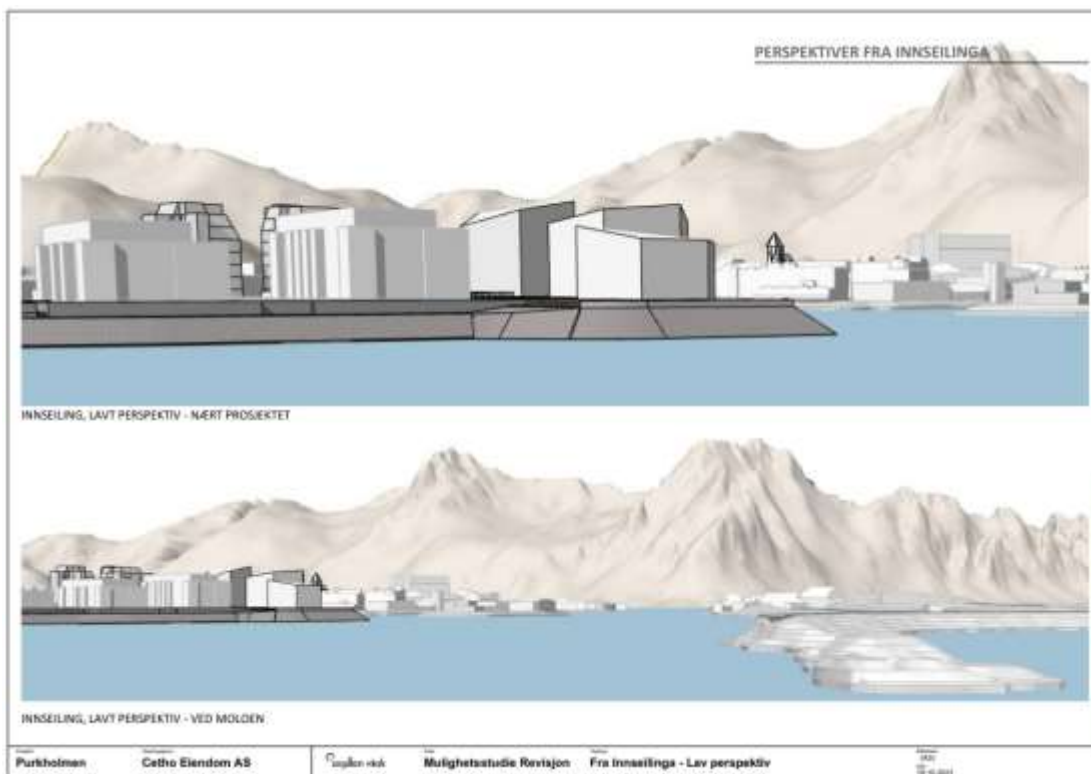 PERSPEKTIVER FRA INNSEILINGA
INNSEILING, LAVT PERSPEKTIV - NÆRT PROSJEKTET
INNSEILING, LAVT PERSPEKTIV - VED MOLOEN
Purkholmen Cetho Eiendom AS Mulighetsstudie Revisjon Fra Innseilinga - Lav perspektiv